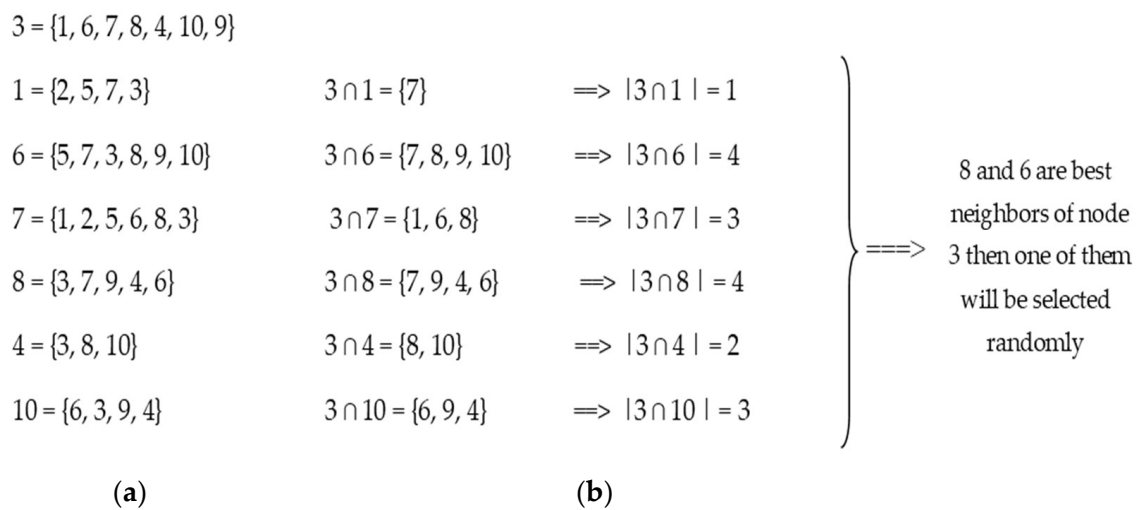 3 = {1, 6, 7, 8, 4, 10, 9}
1 = {2, 5, 7, 3} 3 ∩ 1 = {7} ==> |3 ∩ 1 | = 1
6 = {5, 7, 3, 8, 9, 10} 3 ∩ 6 = {7, 8, 9, 10} ==> |3 ∩ 6 | = 4
7 = {1, 2, 5, 6, 8, 3} 3 ∩ 7 = {1, 6, 8} ==> |3 ∩ 7 | = 3
8 = {3, 7, 9, 4, 6} 3 ∩ 8 = {7, 9, 4, 6} ==> |3 ∩ 8 | = 4
4 = {3, 8, 10} 3 ∩ 4 = {8, 10} ==> |3 ∩ 4 | = 2
10 = {6, 3, 9, 4} 3 ∩ 10 = {6, 9, 4} ==> |3 ∩ 10 | = 3
===>
8 and 6 are best
neighbors of node
3 then one of them
will be selected
randomly
(a) (b)